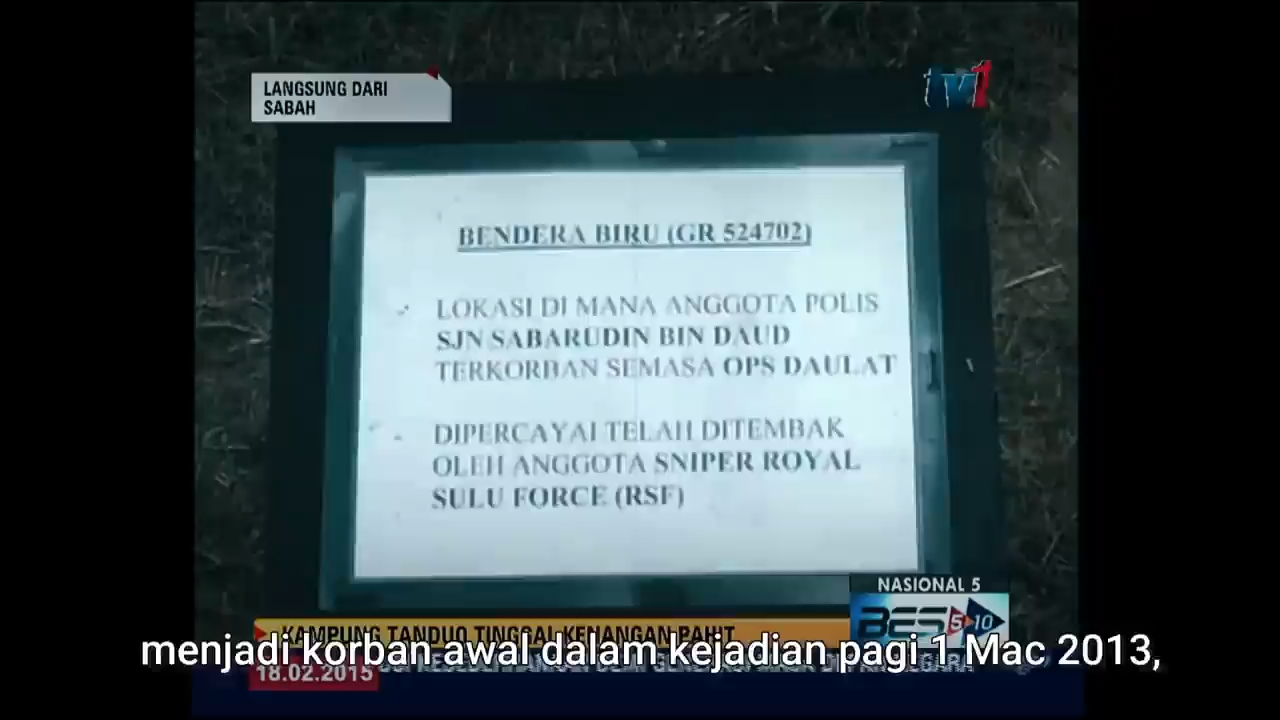 LANGSUNG DARI
SABAH
tv1
BENDERA BIRU (GR 524702)
- LOKASI DI MANA ANGGOTA POLIS
SJN SABARUDIN BIN DAUD
TERKORBAN SEMASA OPS DAULAT
- DIPERCAYAI TELAH DITEMBAK
OLEH ANGGOTA SNIPER ROYAL
SULU FORCE (RSF)
NASIONAL 5
BES 5 10
KAMPUNG TANDUO TINGGAL KENANGAN PAHIT
menjadi korban awal dalam kejadian pagi 1 Mac 2013,
18.02.2015